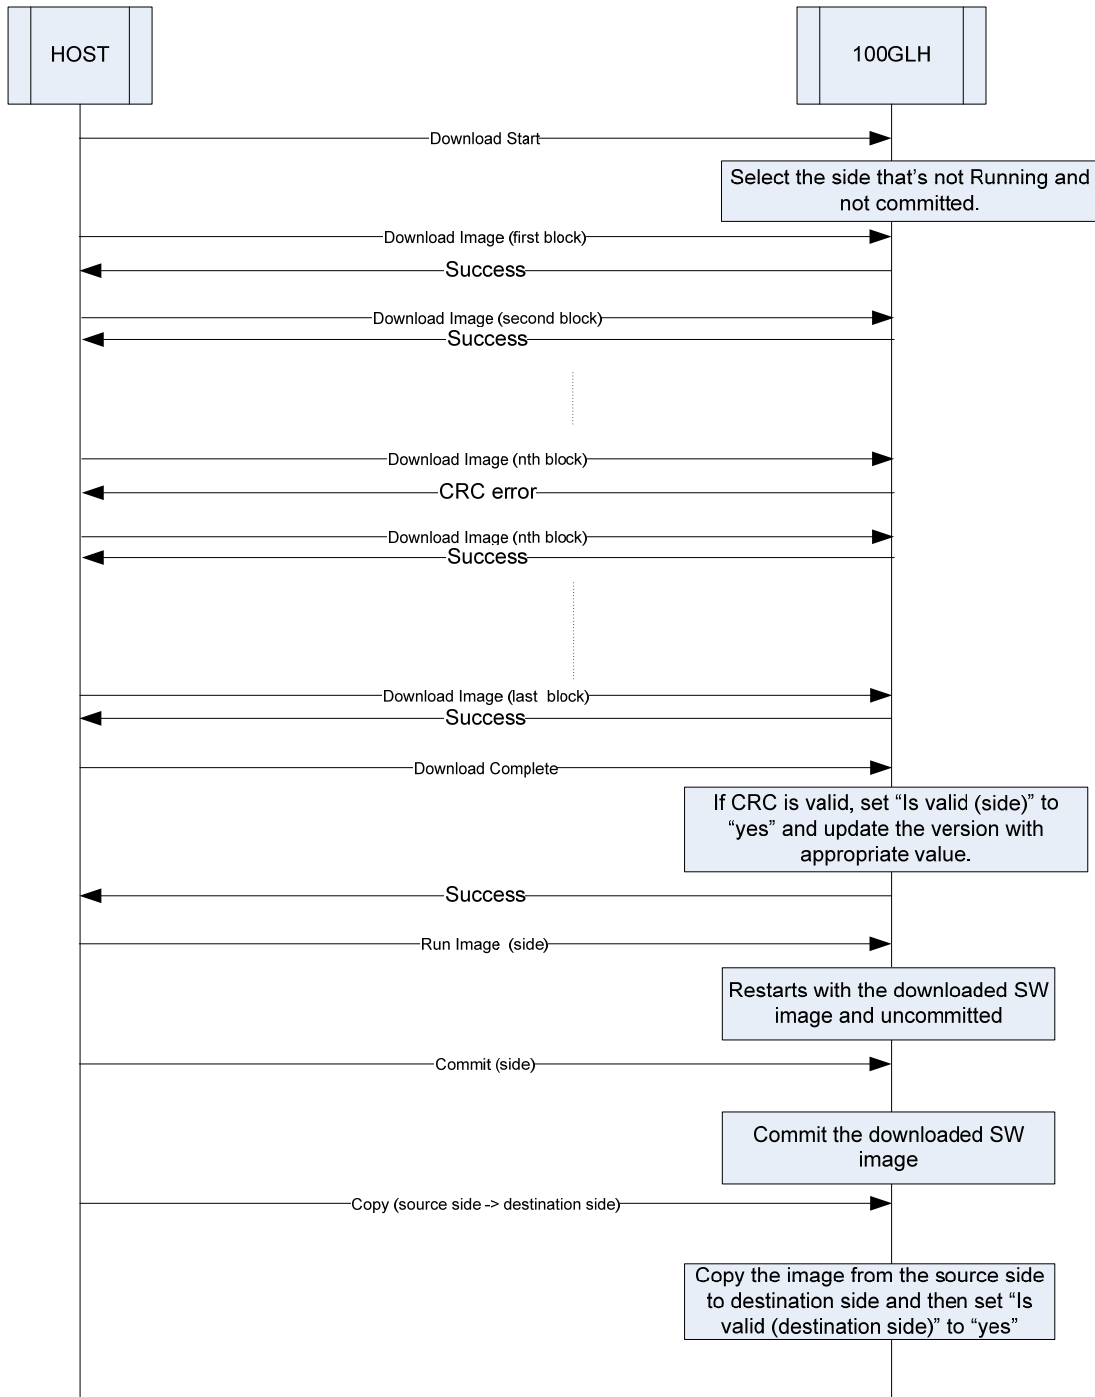 HOST
100GLH
Download Start
Select the side that's Not Running and
not committed.
Download Image (first block)
Success
Download Image (second block)
Success
Download Image (nth block)
CRC error
Download Image (nth block)
Success
Download Image (last block)
Success
Download Complete
If CRC is valid, set “Is valid (side)” to
“yes” and update the version with
appropriate value.
Success
Run Image (side)
Restarts with the downloaded SW
image and uncommitted
Commit (side)
Commit the downloaded SW
image
Copy (source side -> destination side)
Copy the image from the source side
to destination side and then set “Is
valid (destination side)” to “yes”